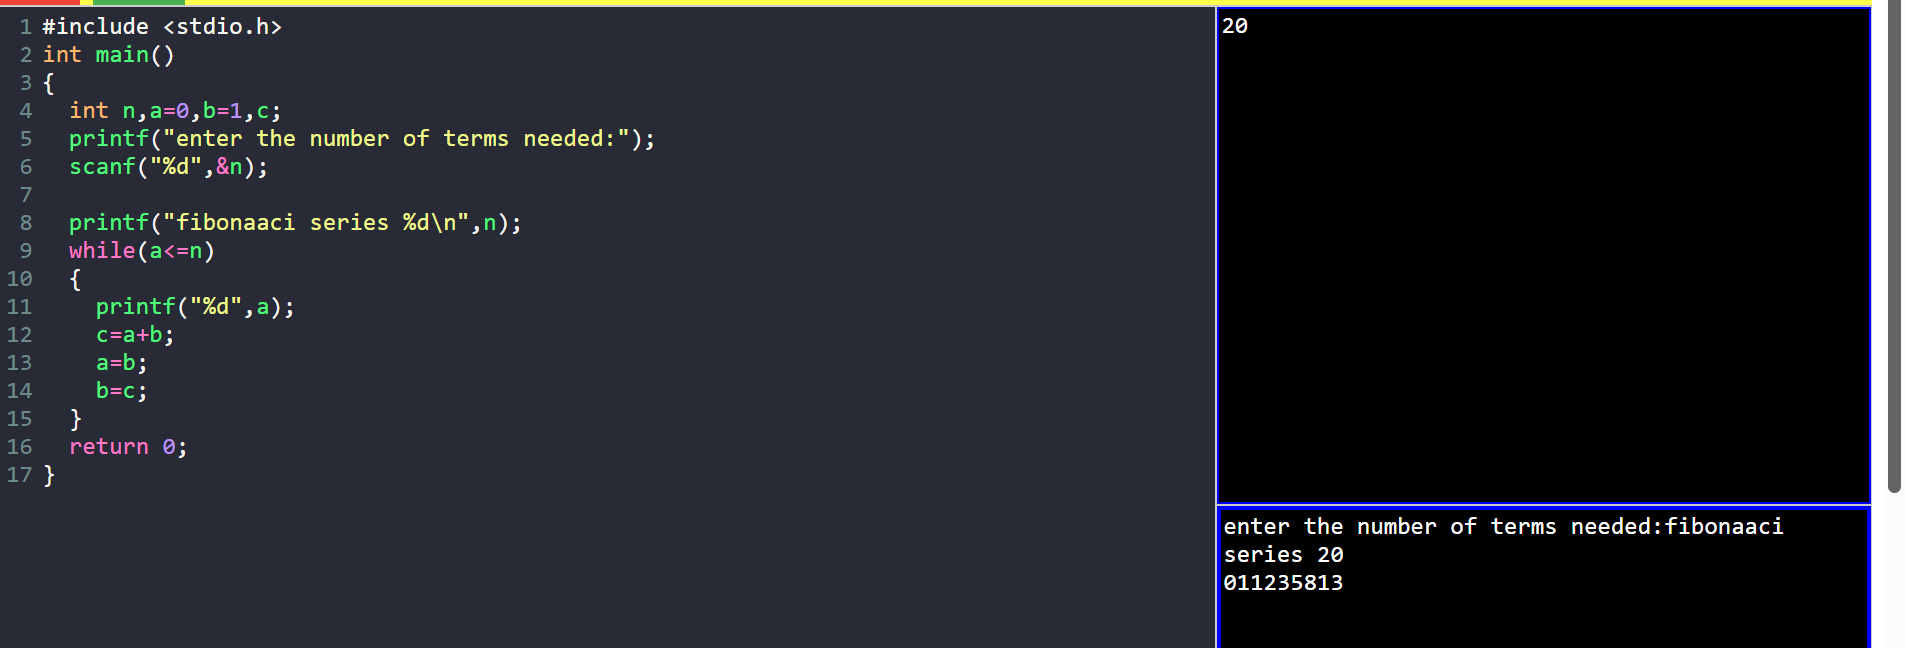 1 #include <stdio.h>
2 int main()
3 {
4   int n,a=0,b=1,c;
5   printf("enter the number of terms needed:");
6   scanf("%d",&n);
7
8   printf("fibonaaci series %d\n",n);
9   while(a<=n)
10   {
11     printf("%d",a);
12     c=a+b;
13     a=b;
14     b=c;
15   }
16   return 0;
17 }
20
enter the number of terms needed:fibonaaci
series 20
011235813